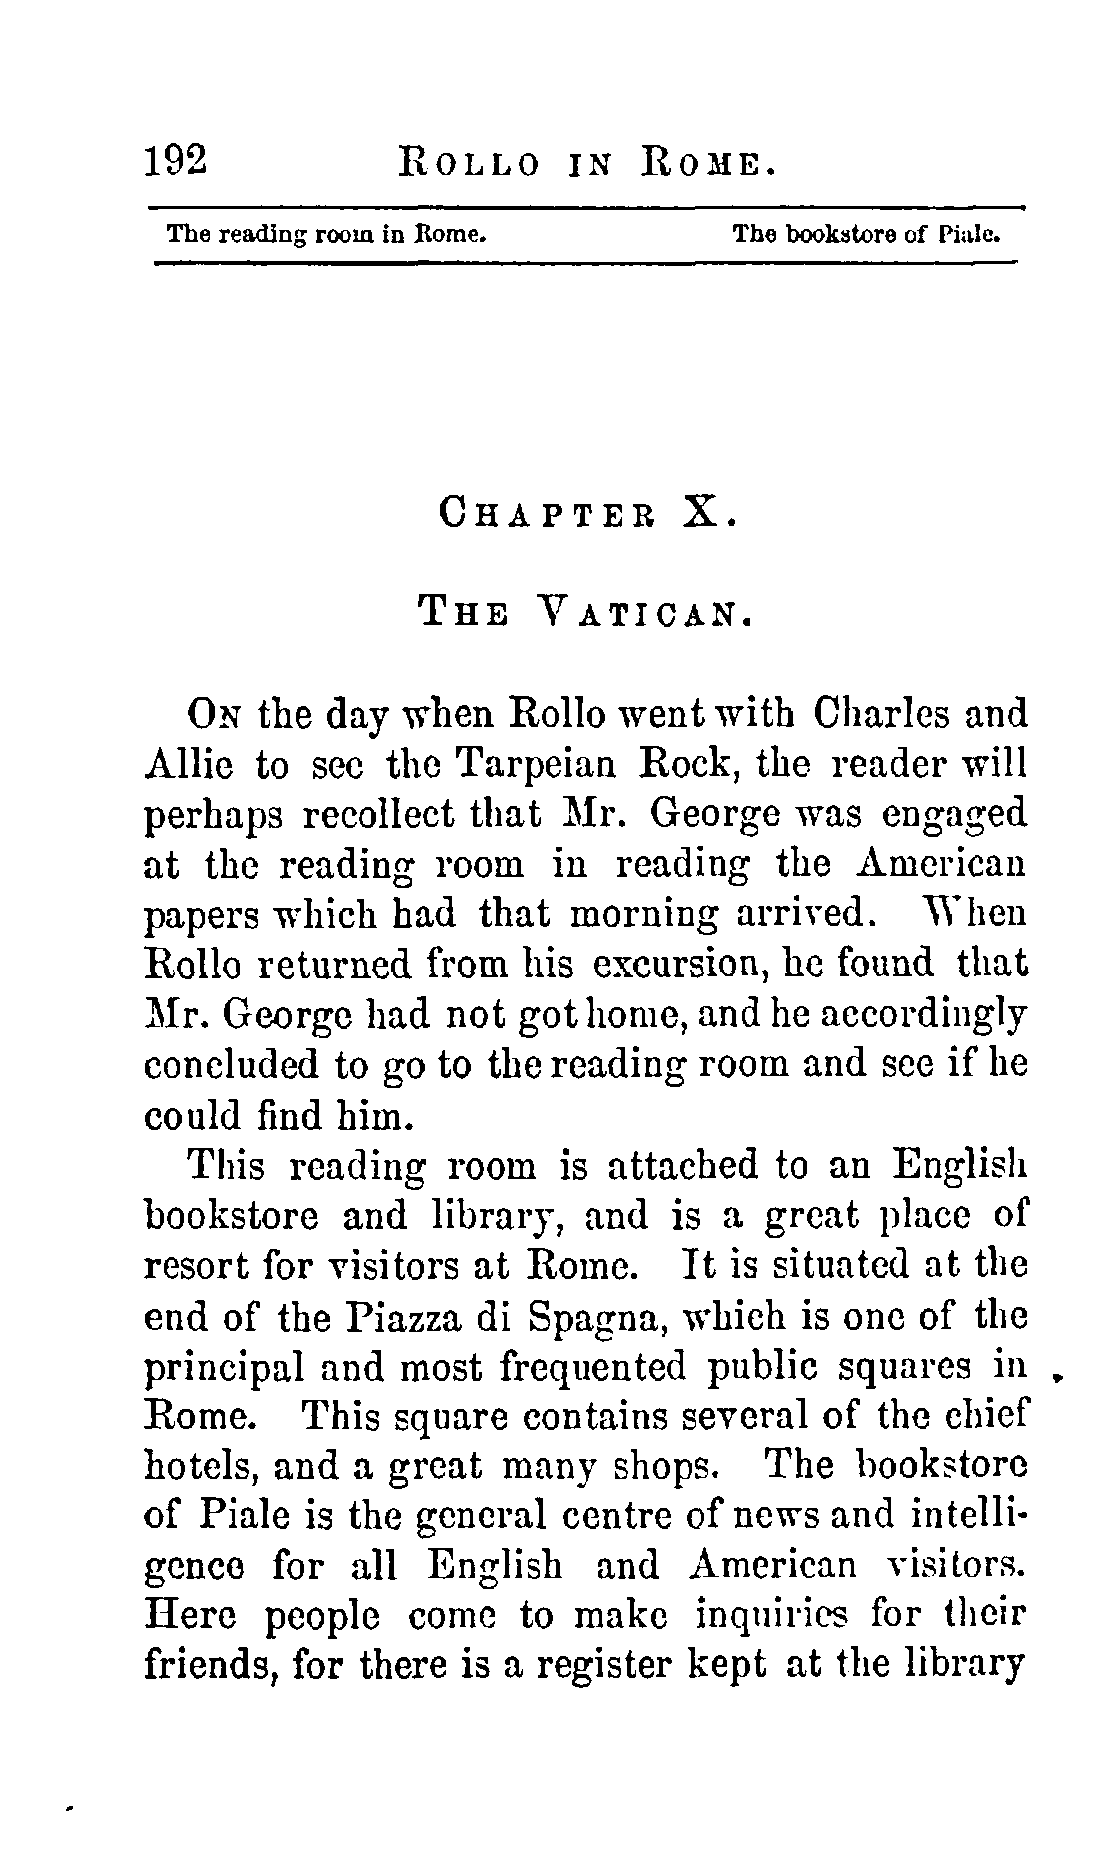 192 ROLLO IN ROME.
The reading room in Rome. The bookstore of Piale.
CHAPTER X.
THE VATICAN.
ON the day when Rollo went with Charles and
Allie to see the Tarpeian Rock, the reader will
perhaps recollect that Mr. George was engaged
at the reading room in reading the American
papers which had that morning arrived. When
Rollo returned from his excursion, he found that
Mr. George had not got home, and he accordingly
concluded to go to the reading room and see if he
could find him.
This reading room is attached to an English
bookstore and library, and is a great place of
resort for visitors at Rome. It is situated at the
end of the Piazza di Spagna, which is one of the
principal and most frequented public squares in
Rome. This square contains several of the chief
hotels, and a great many shops. The bookstore
of Piale is the general centre of news and intelli-
gence for all English and American visitors.
Here people come to make inquiries for their
friends, for there is a register kept at the library